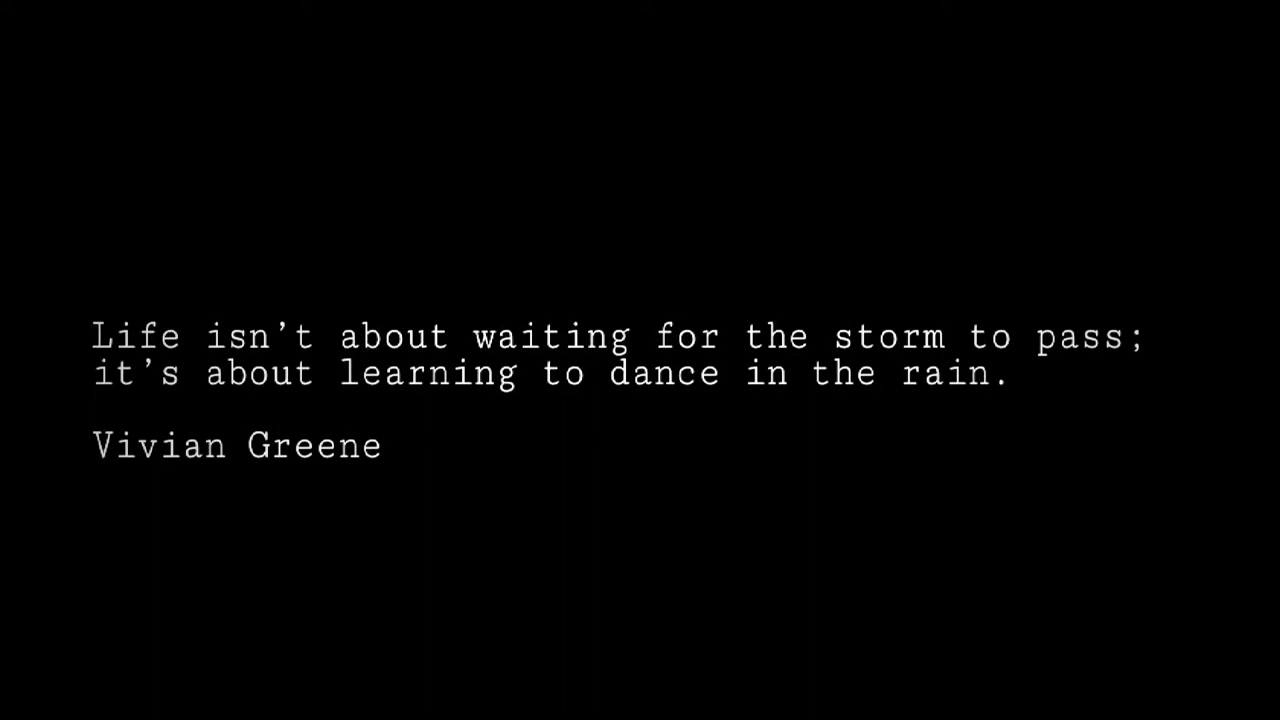 Life isn't about waiting for the storm to pass;
it's about learning to dance in the rain.
Vivian Greene